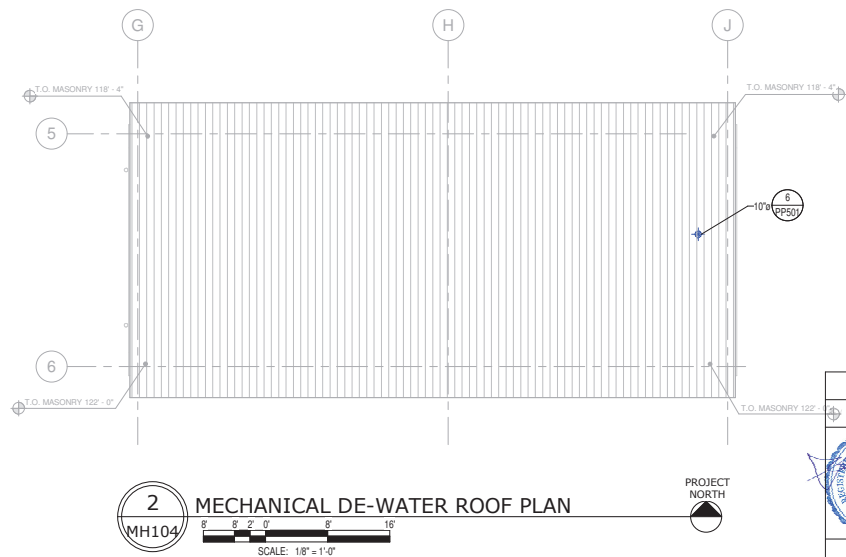 G H J
T.O. MASONRY 118' - 4"
T.O. MASONRY 118' - 4"
5
10"ø
6
PP501
6
T.O. MASONRY 122' - 0"
T.O. MASONRY 122' - 0"
2
MH104
MECHANICAL DE-WATER ROOF PLAN
8' 8' 2' 0' 8' 16'
SCALE: 1/8" = 1'-0"
PROJECT
NORTH